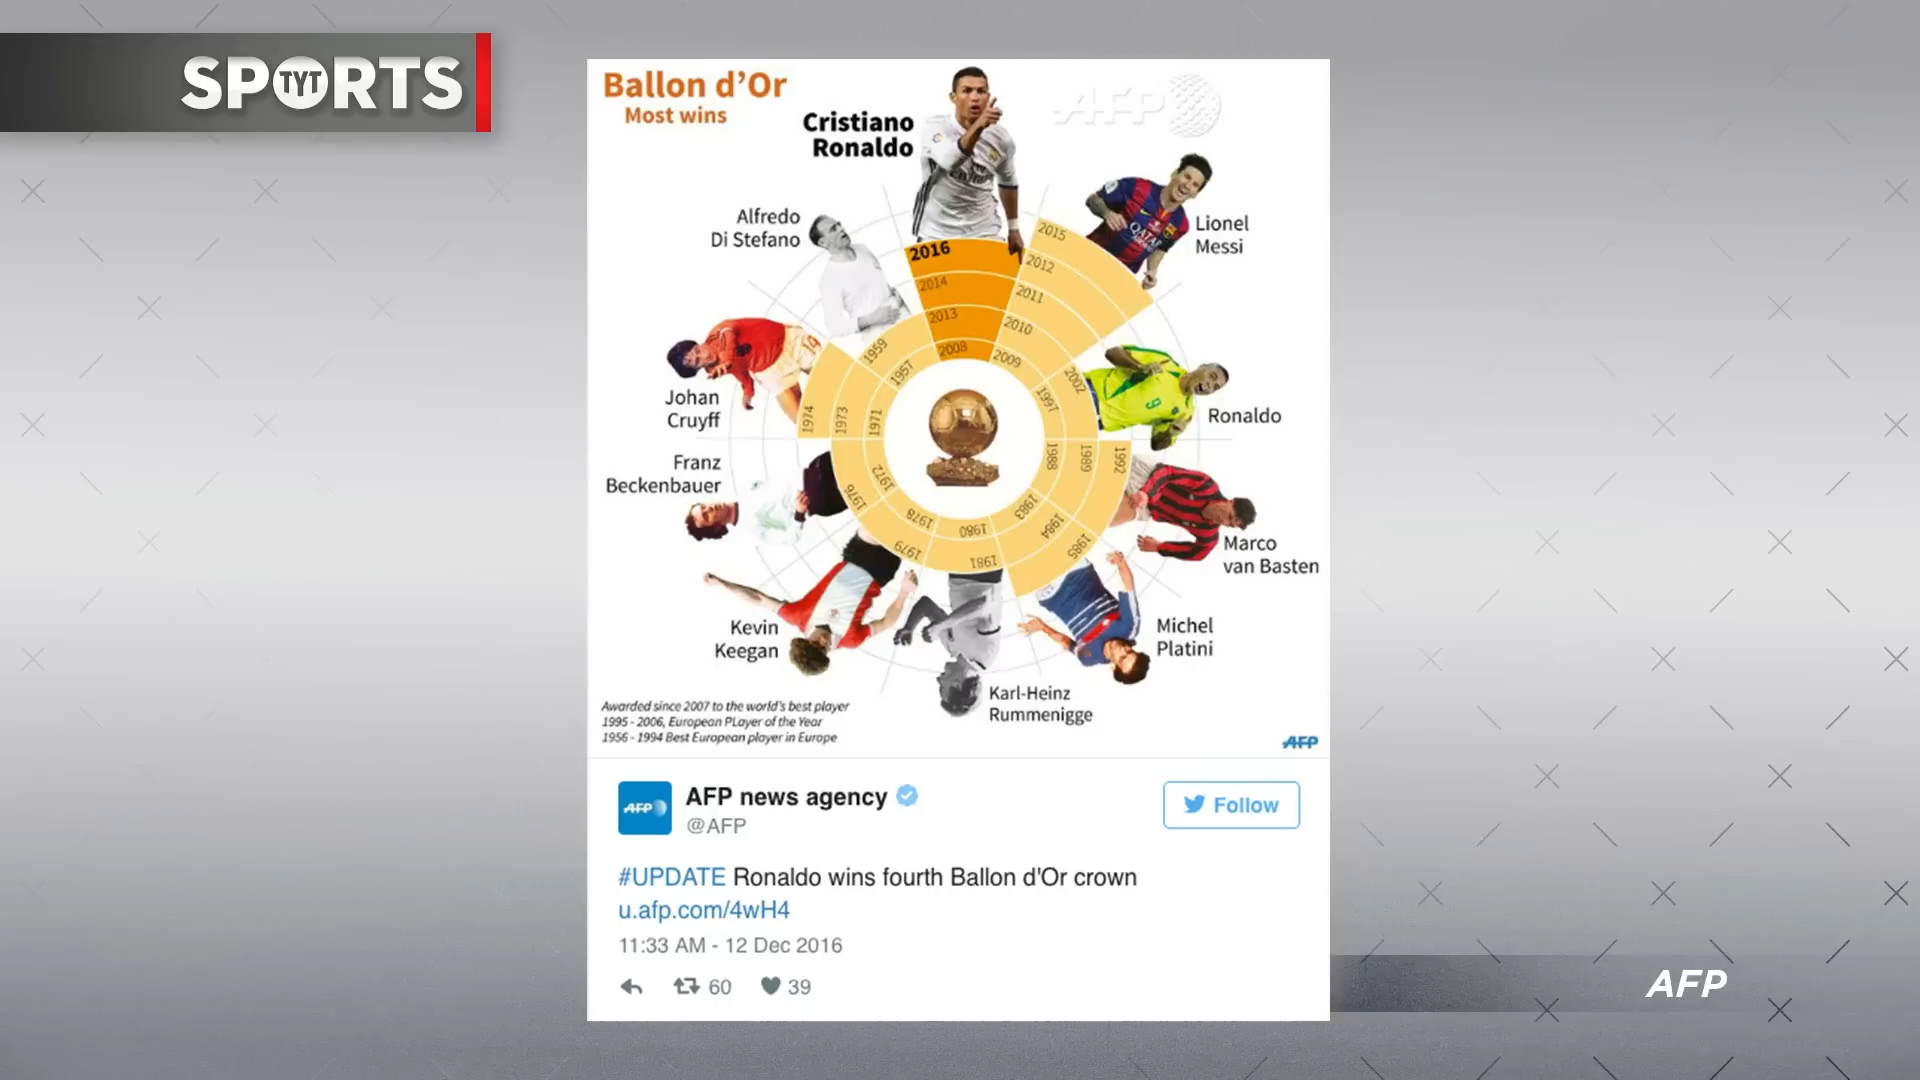 SPORTS
TYT
Ballon d'Or
Most wins
AFP
Cristiano
Ronaldo
Lionel
Messi
Alfredo
Di Stefano
2016
2014
2013
2008
2015
2012
2011
2010
2009
1959
1957
2002
1997
QATAR
9
14
Johan
Cruyff
Ronaldo
1974
1973
1971
1988
1989
1992
Franz
Beckenbauer
1972
1976
1978
1979
1980
1981
1983
1984
1985
Marco
van Basten
Kevin
Keegan
Michel
Platini
Karl-Heinz
Rummenigge
Awarded since 2007 to the world's best player
1995 - 2006, European PLayer of the Year
1956 - 1994 Best European player in Europe
AFP
AFP
AFP news agency
@AFP
Follow
#UPDATE Ronaldo wins fourth Ballon d'Or crown
u.afp.com/4wH4
11:33 AM - 12 Dec 2016
60 39
AFP